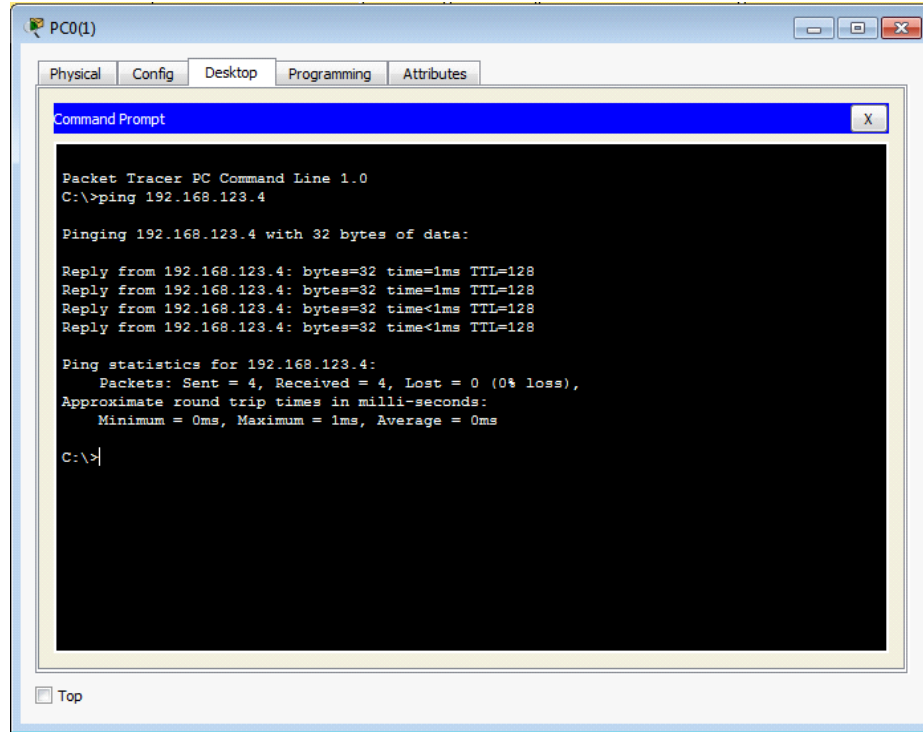 PC0(1)
Physical Config Desktop Programming Attributes
Command Prompt X
Packet Tracer PC Command Line 1.0
C:\>ping 192.168.123.4
Pinging 192.168.123.4 with 32 bytes of data:
Reply from 192.168.123.4: bytes=32 time=1ms TTL=128
Reply from 192.168.123.4: bytes=32 time=1ms TTL=128
Reply from 192.168.123.4: bytes=32 time<1ms TTL=128
Reply from 192.168.123.4: bytes=32 time<1ms TTL=128
Ping statistics for 192.168.123.4:
Packets: Sent = 4, Received = 4, Lost = 0 (0% loss),
Approximate round trip times in milli-seconds:
Minimum = 0ms, Maximum = 1ms, Average = 0ms
C:\>
Top